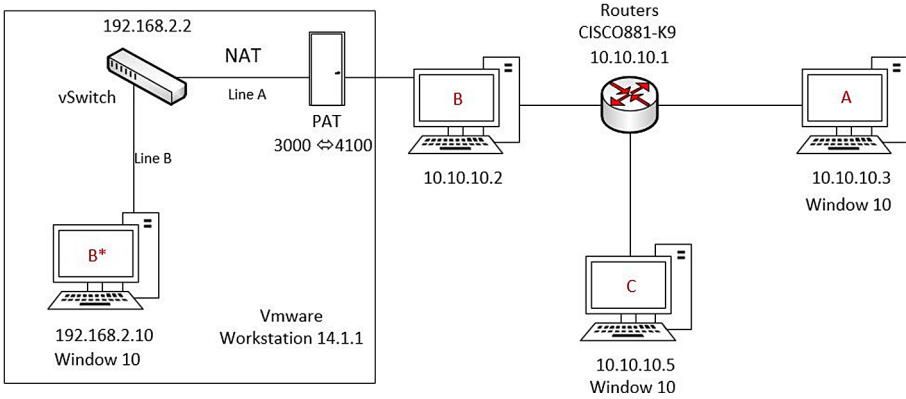 192.168.2.2
NAT
vSwitch
Line A
PAT
3000 ⇔4100
Line B
B*
192.168.2.10
Window 10
Vmware
Workstation 14.1.1
B
10.10.10.2
Routers
CISCO881-K9
10.10.10.1
A
10.10.10.3
Window 10
C
10.10.10.5
Window 10